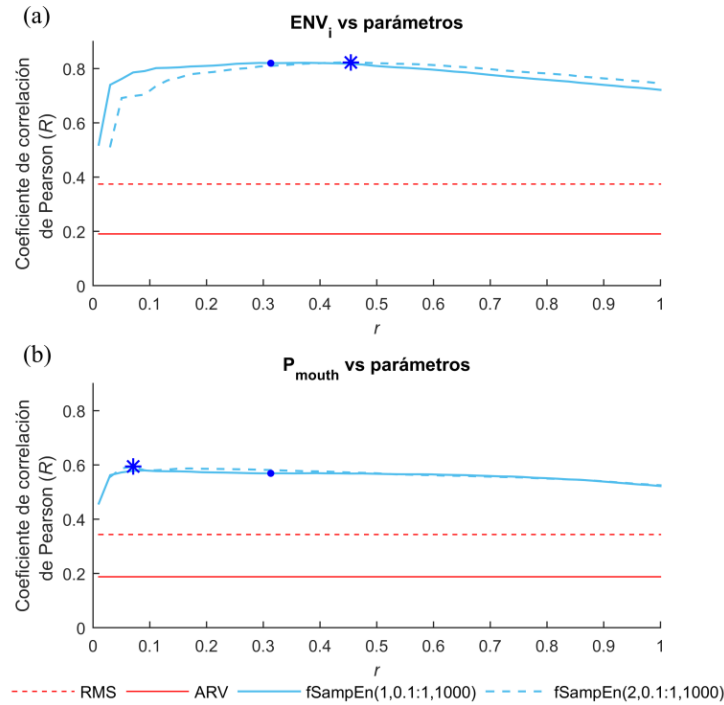 (a)
ENVi vs parámetros
Coeficiente de correlación
de Pearson (R)
0.8
0.6
0.4
0.2
0
0 0.1 0.2 0.3 0.4 0.5 0.6 0.7 0.8 0.9 1
r
(b)
Pmouth vs parámetros
Coeficiente de correlación
de Pearson (R)
0.8
0.6
0.4
0.2
0
0 0.1 0.2 0.3 0.4 0.5 0.6 0.7 0.8 0.9 1
r
RMS ARV fSampEn(1,0.1:1,1000) fSampEn(2,0.1:1,1000)